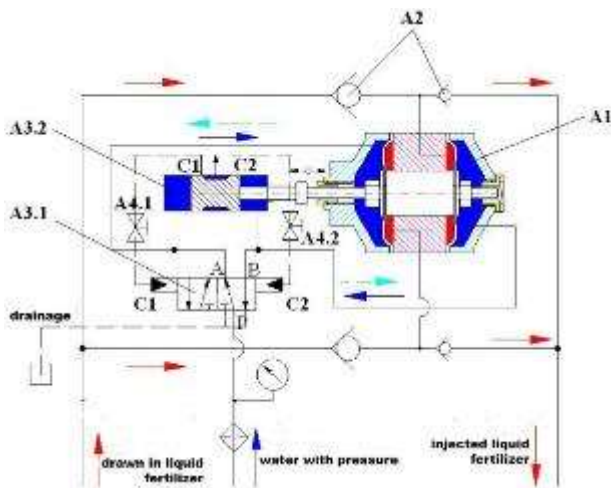 A2
A1
A3.2
C1
C2
A4.1
A4.2
A3.1
A
B
C1
C2
P
drainage
drawn in liquid
fertilizer
water with pressure
injected liquid
fertilizer